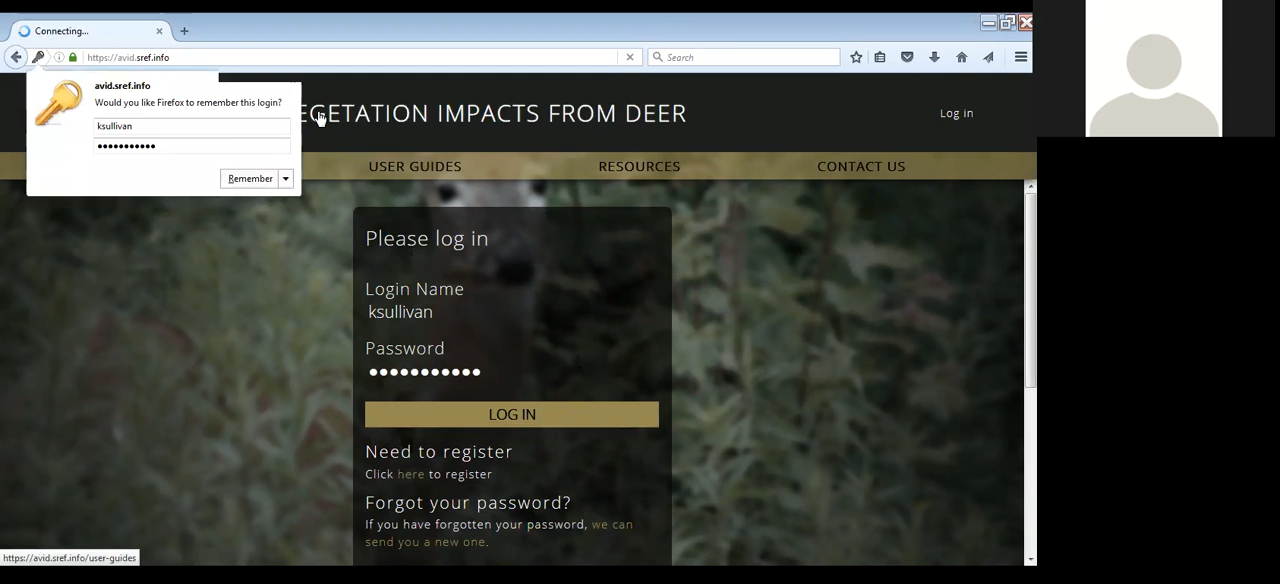 Connecting...
https://avid.sref.info
Search
avid.sref.info
Would you like Firefox to remember this login?
ksullivan
●●●●●●●●●●●
Remember
EGETATION IMPACTS FROM DEER
Log in
USER GUIDES
RESOURCES
CONTACT US
Please log in
Login Name
ksullivan
Password
●●●●●●●●●●●
LOG IN
Need to register
Click here to register
Forgot your password?
If you have forgotten your password, we can
send you a new one.
https://avid.sref.info/user-guides